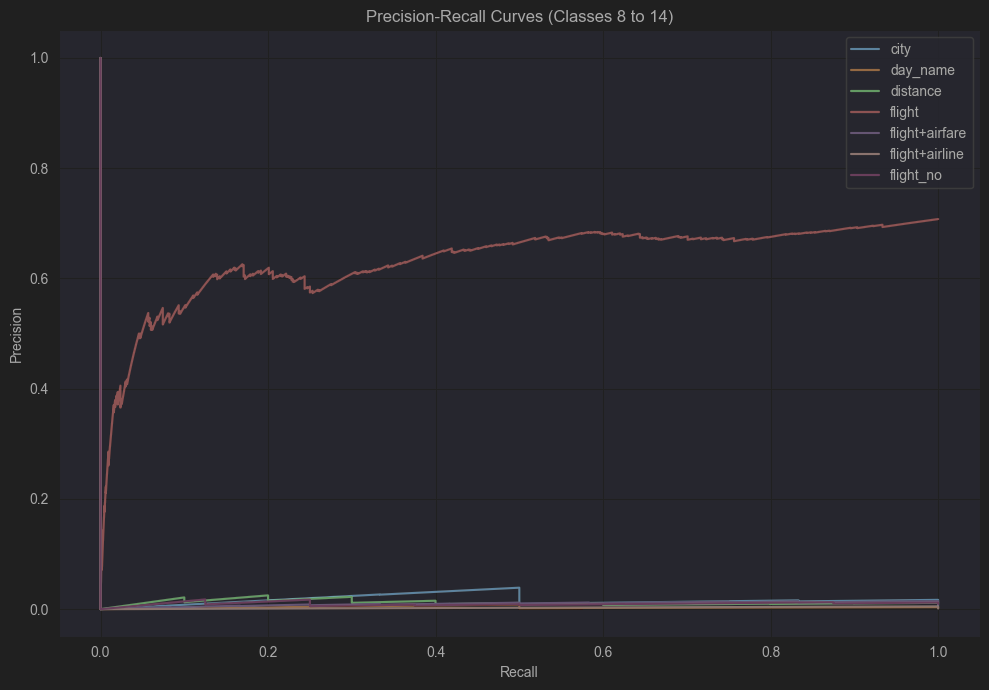 Precision-Recall Curves (Classes 8 to 14)
city
day_name
distance
flight
flight+airfare
flight+airline
flight_no
Precision
1.0
0.8
0.6
0.4
0.2
0.0
0.0 0.2 0.4 0.6 0.8 1.0
Recall